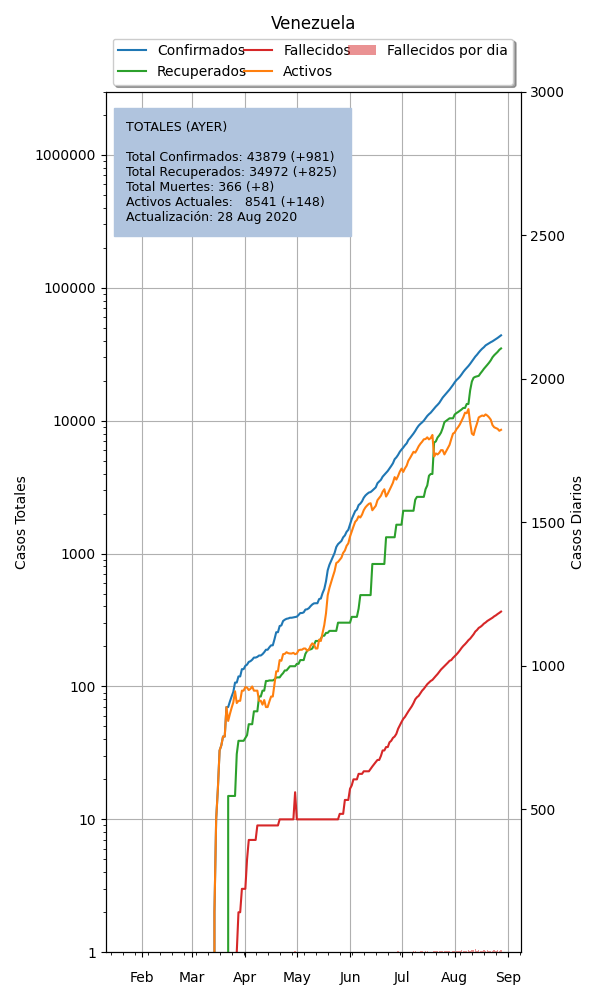 Venezuela
Confirmados
Recuperados
Fallecidos
Activos
Fallecidos por dia
TOTALES (AYER)
Total Confirmados: 43879 (+981)
Total Recuperados: 34972 (+825)
Total Muertes: 366 (+8)
Activos Actuales: 8541 (+148)
Actualización: 28 Aug 2020
Casos Totales
1000000
100000
10000
1000
100
10
1
Casos Diarios
3000
2500
2000
1500
1000
500
Feb Mar Apr May Jun Jul Aug Sep